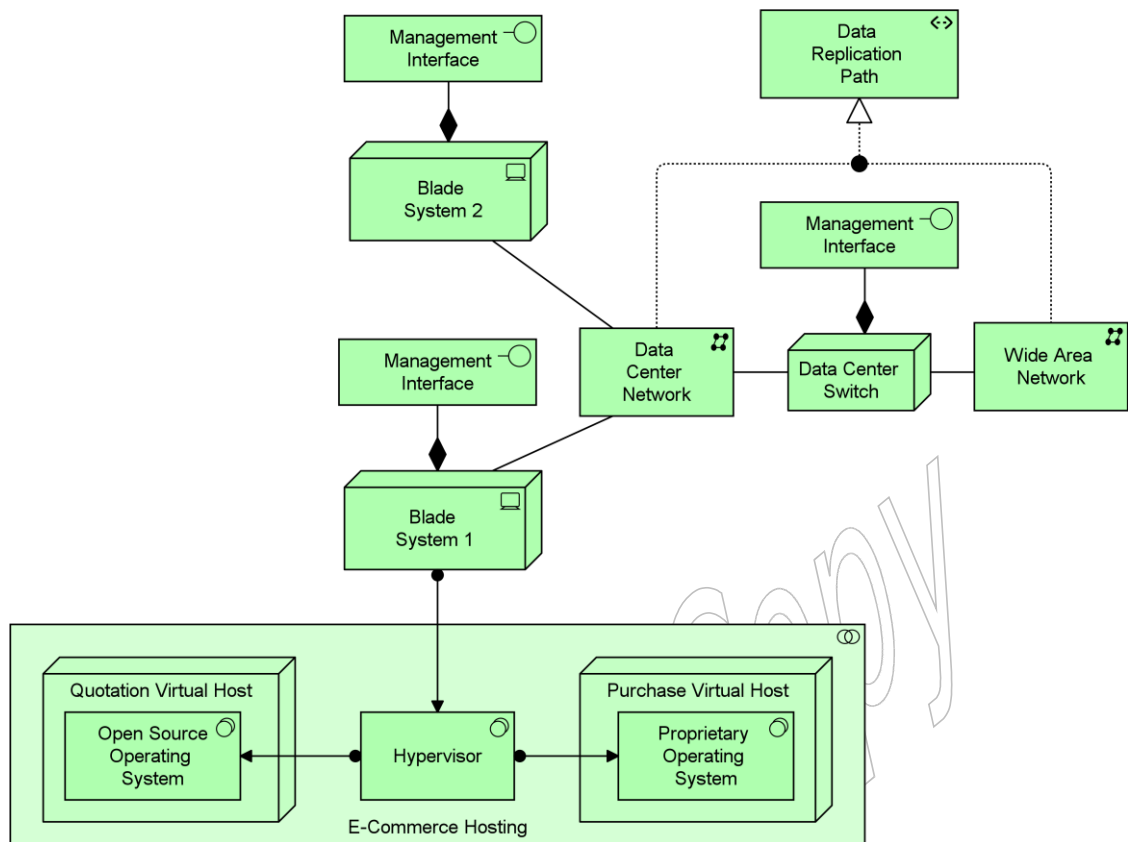 Management
Interface
Data
Replication
Path
Blade
System 2
Management
Interface
Management
Interface
Data
Center
Network
Data Center
Switch
Wide Area
Network
Blade
System 1
Quotation Virtual Host
Open Source
Operating
System
Hypervisor
Purchase Virtual Host
Proprietary
Operating
System
E-Commerce Hosting